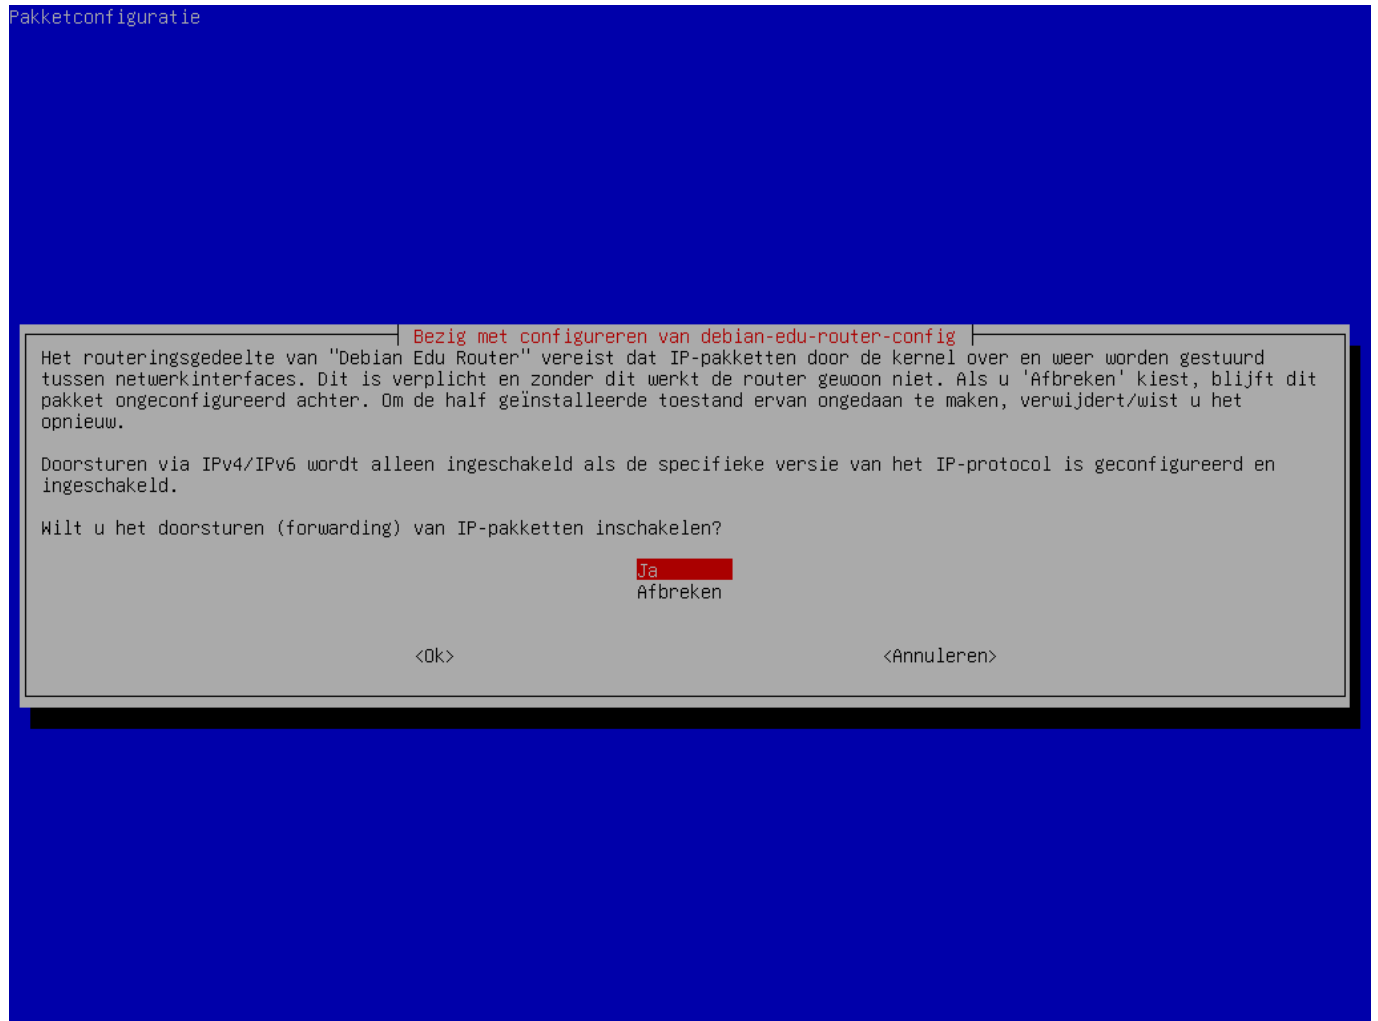 Pakketconfiguratie
Bezig met configureren van debian-edu-router-config
Het routeringsgedeelte van "Debian Edu Router" vereist dat IP-pakketten door de kernel over en weer worden gestuurd
tussen netwerkinterfaces. Dit is verplicht en zonder dit werkt de router gewoon niet. Als u 'Afbreken' kiest, blijft dit
pakket ongeconfigureerd achter. Om de half geïnstalleerde toestand ervan ongedaan te maken, verwijdert/wist u het
opnieuw.
Doorsturen via IPv4/IPv6 wordt alleen ingeschakeld als de specifieke versie van het IP-protocol is geconfigureerd en
ingeschakeld.
Wilt u het doorsturen (forwarding) van IP-pakketten inschakelen?
Ja
Afbreken
<Ok> <Annuleren>